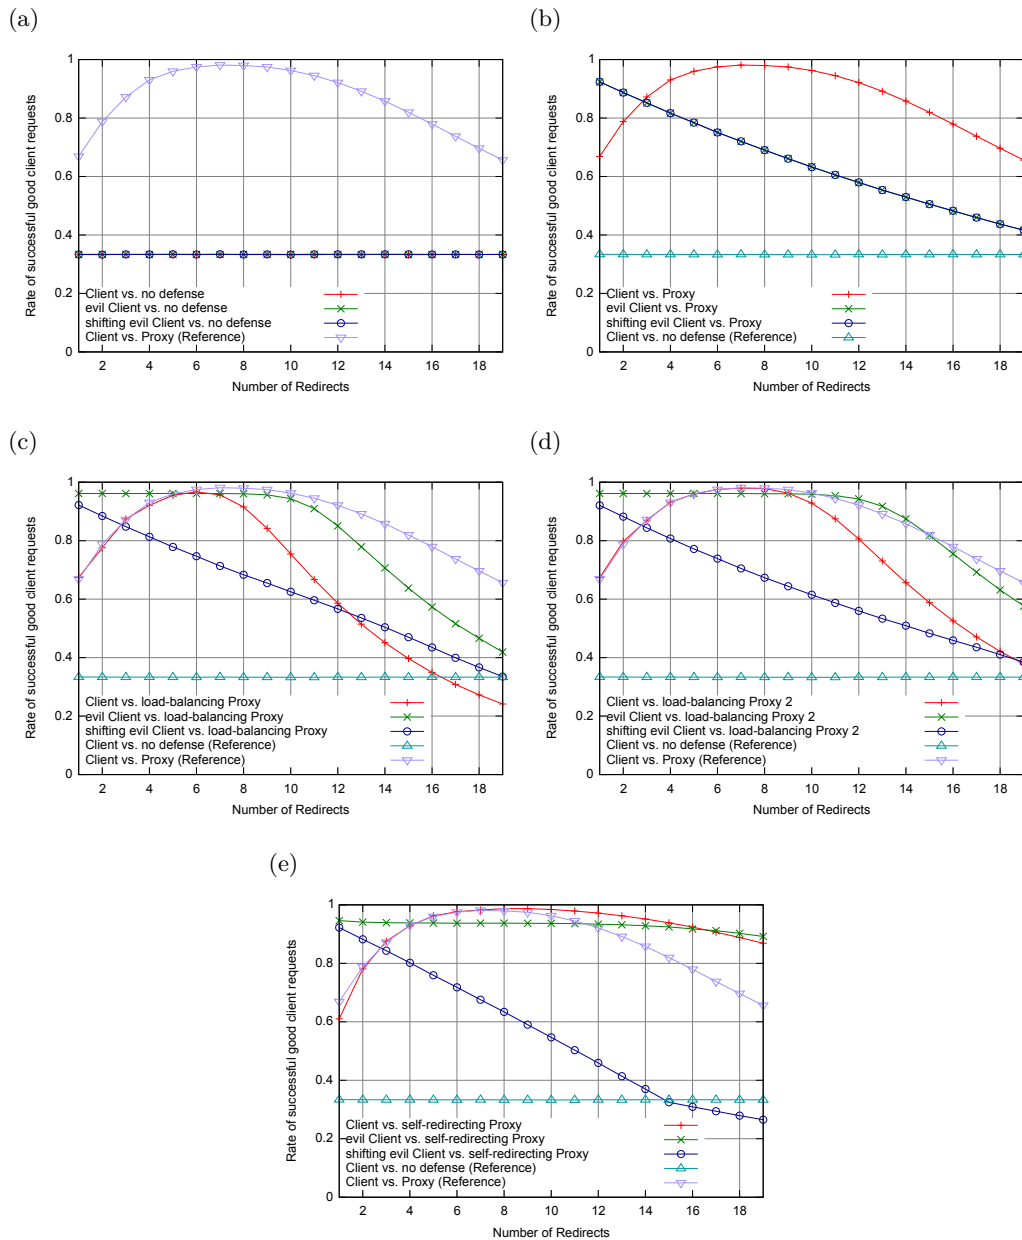 (a)
1
0.8
0.6
0.4
0.2
0
Rate of successful good client requests
Client vs. no defense
evil Client vs. no defense
shifting evil Client vs. no defense
Client vs. Proxy (Reference)
2 4 6 8 10 12 14 16 18
Number of Redirects
(b)
1
0.8
0.6
0.4
0.2
0
Rate of successful good client requests
Client vs. Proxy
evil Client vs. Proxy
shifting evil Client vs. Proxy
Client vs. no defense (Reference)
2 4 6 8 10 12 14 16 18
Number of Redirects
(c)
1
0.8
0.6
0.4
0.2
0
Rate of successful good client requests
Client vs. load-balancing Proxy
evil Client vs. load-balancing Proxy
shifting evil Client vs. load-balancing Proxy
Client vs. no defense (Reference)
Client vs. Proxy (Reference)
2 4 6 8 10 12 14 16 18
Number of Redirects
(d)
1
0.8
0.6
0.4
0.2
0
Rate of successful good client requests
Client vs. load-balancing Proxy 2
evil Client vs. load-balancing Proxy 2
shifting evil Client vs. load-balancing Proxy 2
Client vs. no defense (Reference)
Client vs. Proxy (Reference)
2 4 6 8 10 12 14 16 18
Number of Redirects
(e)
1
0.8
0.6
0.4
0.2
0
Rate of successful good client requests
Client vs. self-redirecting Proxy
evil Client vs. self-redirecting Proxy
shifting evil Client vs. self-redirecting Proxy
Client vs. no defense (Reference)
Client vs. Proxy (Reference)
2 4 6 8 10 12 14 16 18
Number of Redirects